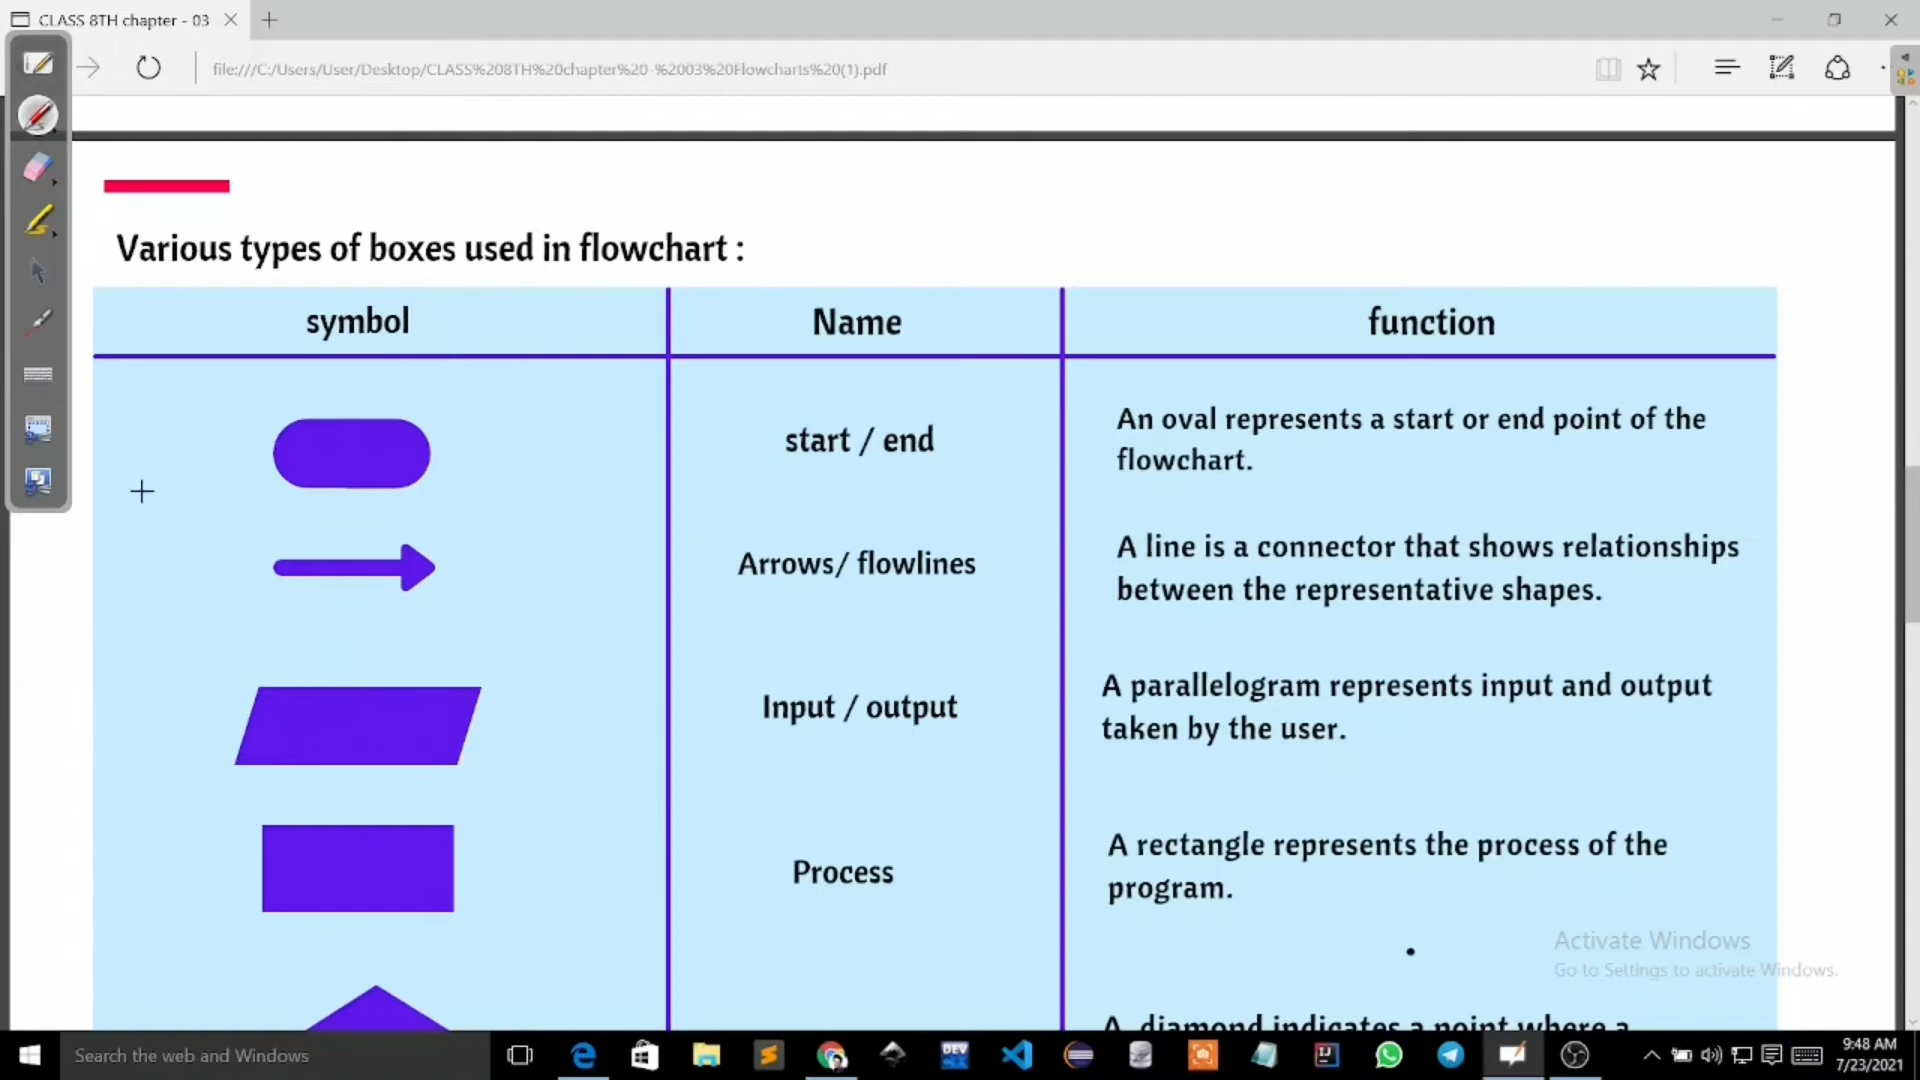 CLASS 8TH chapter - 03
file:///C:/Users/User/Desktop/CLASS%208TH%20chapter%20-%2003%20Flowcharts%20(1).pdf
Various types of boxes used in flowchart :
symbol Name function
start / end
An oval represents a start or end point of the
flowchart.
Arrows/ flowlines
A line is a connector that shows relationships
between the representative shapes.
Input / output
A parallelogram represents input and output
taken by the user.
Process
A rectangle represents the process of the
program.
A diamond indicates a point where a
Activate Windows
Go to Settings to activate Windows.
Search the web and Windows
DEV
9:48 AM
7/23/2021